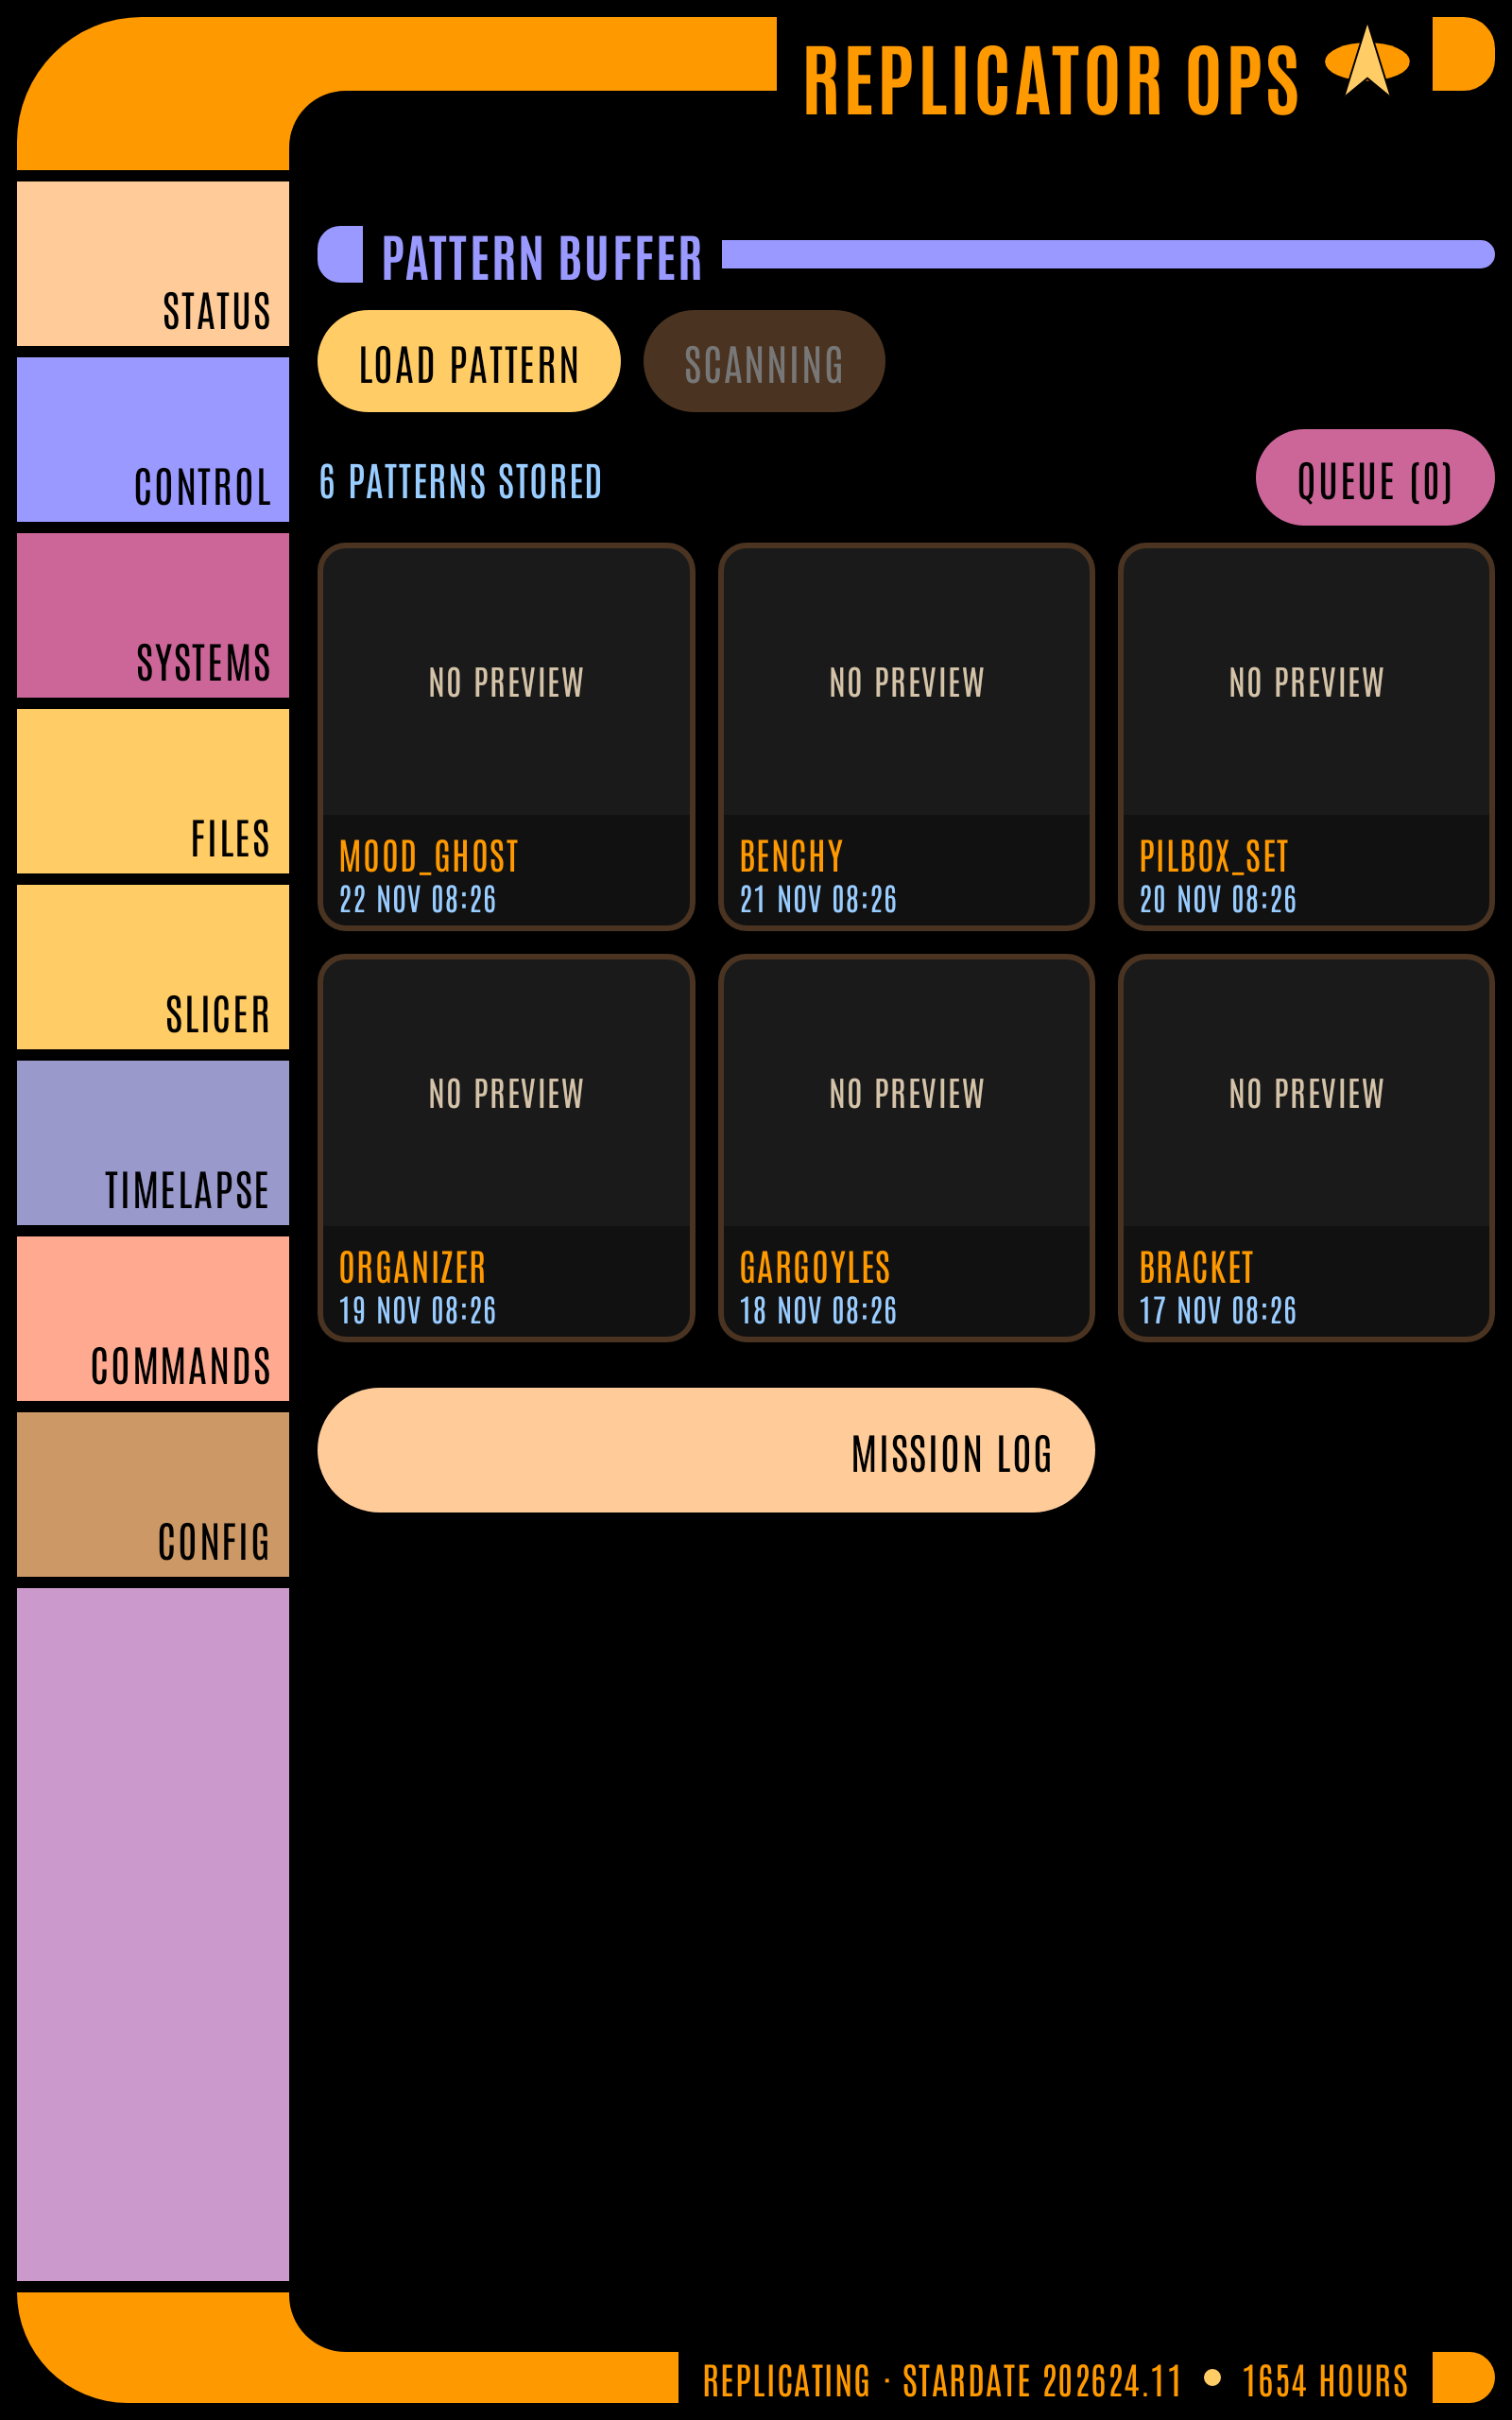 REPLICATOR OPS
STATUS
CONTROL
SYSTEMS
FILES
SLICER
TIMELAPSE
COMMANDS
CONFIG
PATTERN BUFFER
LOAD PATTERN SCANNING
6 PATTERNS STORED QUEUE (0)
NO PREVIEW NO PREVIEW NO PREVIEW
MOOD_GHOST BENCHY PILBOX_SET
22 NOV 08:26 21 NOV 08:26 20 NOV 08:26
NO PREVIEW NO PREVIEW NO PREVIEW
ORGANIZER GARGOYLES BRACKET
19 NOV 08:26 18 NOV 08:26 17 NOV 08:26
MISSION LOG
REPLICATING · STARDATE 202624.11 • 1654 HOURS